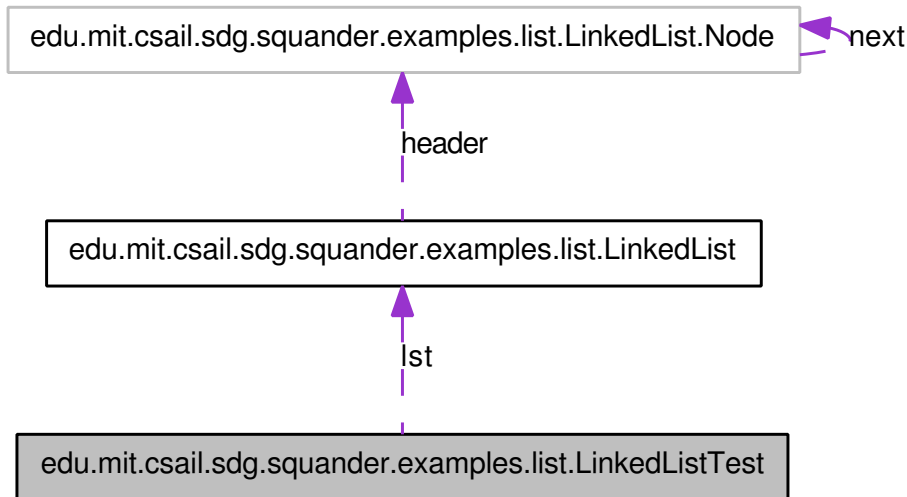 edu.mit.csail.sdg.squander.examples.list.LinkedList.Node
next
header
edu.mit.csail.sdg.squander.examples.list.LinkedList
lst
edu.mit.csail.sdg.squander.examples.list.LinkedListTest